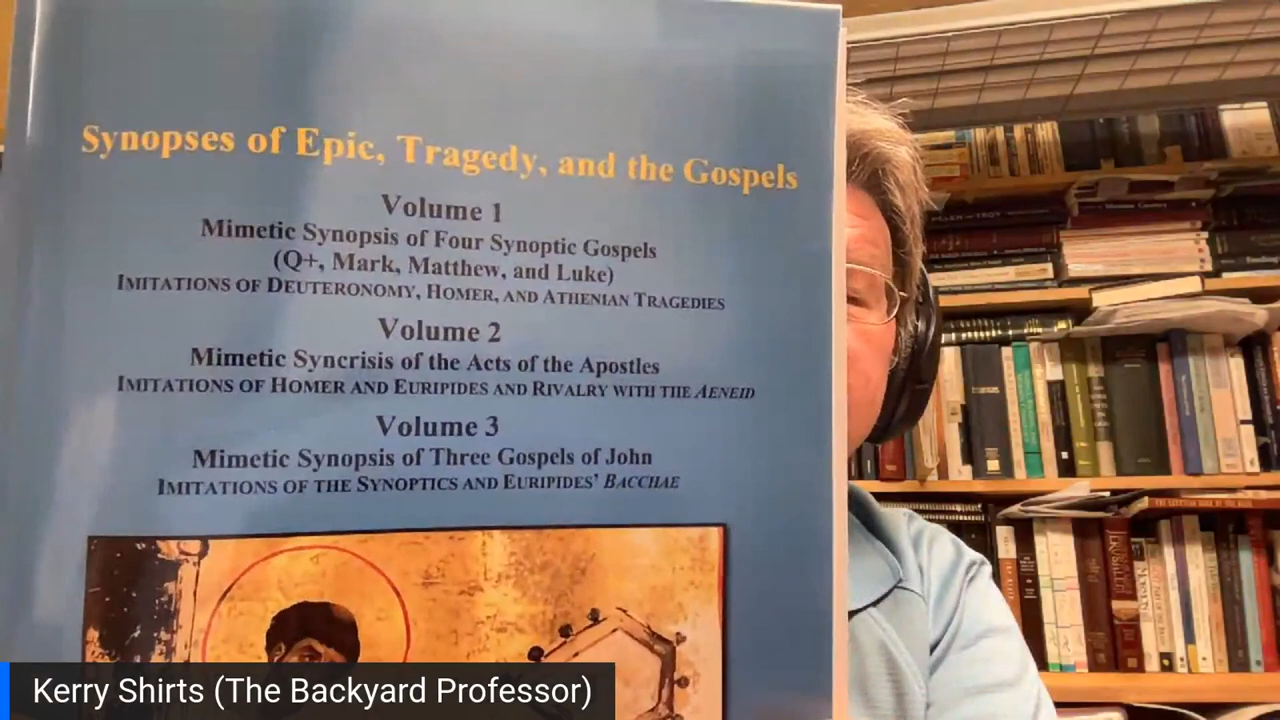 Synopses of Epic, Tragedy, and the Gospels
Volume 1
Mimetic Synopsis of Four Synoptic Gospels
(Q+, Mark, Matthew, and Luke)
IMITATIONS OF DEUTERONOMY, HOMER, AND ATHENIAN TRAGEDIES
Volume 2
Mimetic Syncrisis of the Acts of the Apostles
IMITATIONS OF HOMER AND EURIPIDES AND RIVALRY WITH THE AENEID
Volume 3
Mimetic Synopsis of Three Gospels of John
IMITATIONS OF THE SYNOPTICS AND EURIPIDES' BACCHAE
Kerry Shirts (The Backyard Professor)